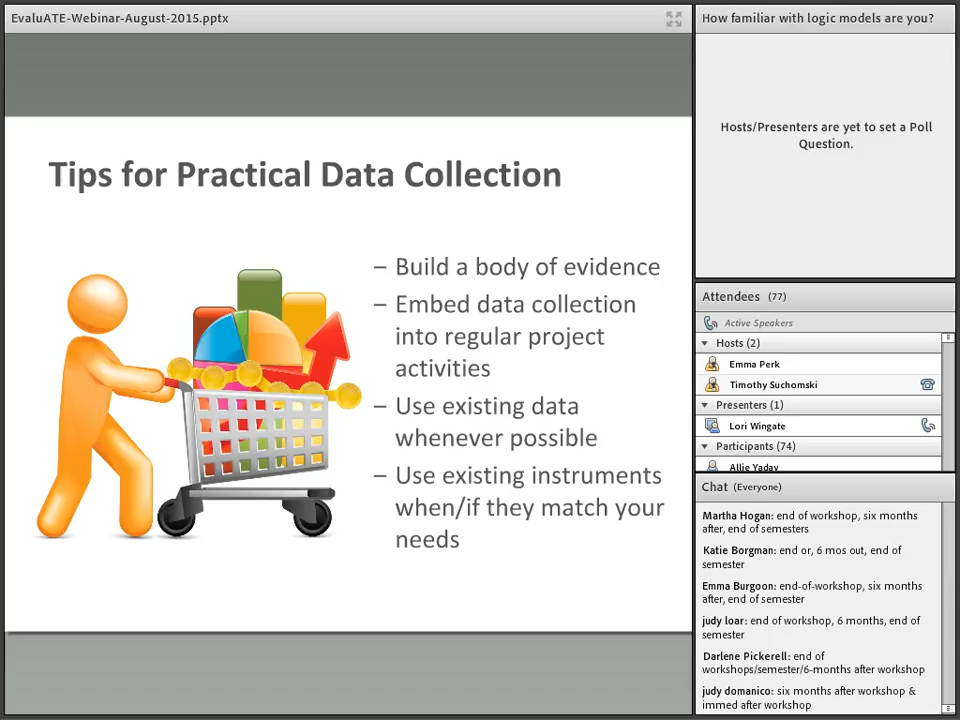 EvaluATE-Webinar-August-2015.pptx
Tips for Practical Data Collection
– Build a body of evidence
– Embed data collection
into regular project
activities
– Use existing data
whenever possible
– Use existing instruments
when/if they match your
needs
How familiar with logic models are you?
Hosts/Presenters are yet to set a Poll
Question.
Attendees (77)
Active Speakers
Hosts (2)
Emma Perk
Timothy Suchomski
Presenters (1)
Lori Wingate
Participants (74)
Allie Yaday
Chat (Everyone)
Martha Hogan: end of workshop, six months
after, end of semesters
Katie Borgman: end or, 6 mos out, end of
semester
Emma Burgoon: end-of-workshop, six months
after, end of semester
judy loar: end of workshop, 6 months, end of
semester
Darlene Pickerell: end of
workshops/semester/6-months after workshop
judy domanico: six months after workshop &
immed after workshop